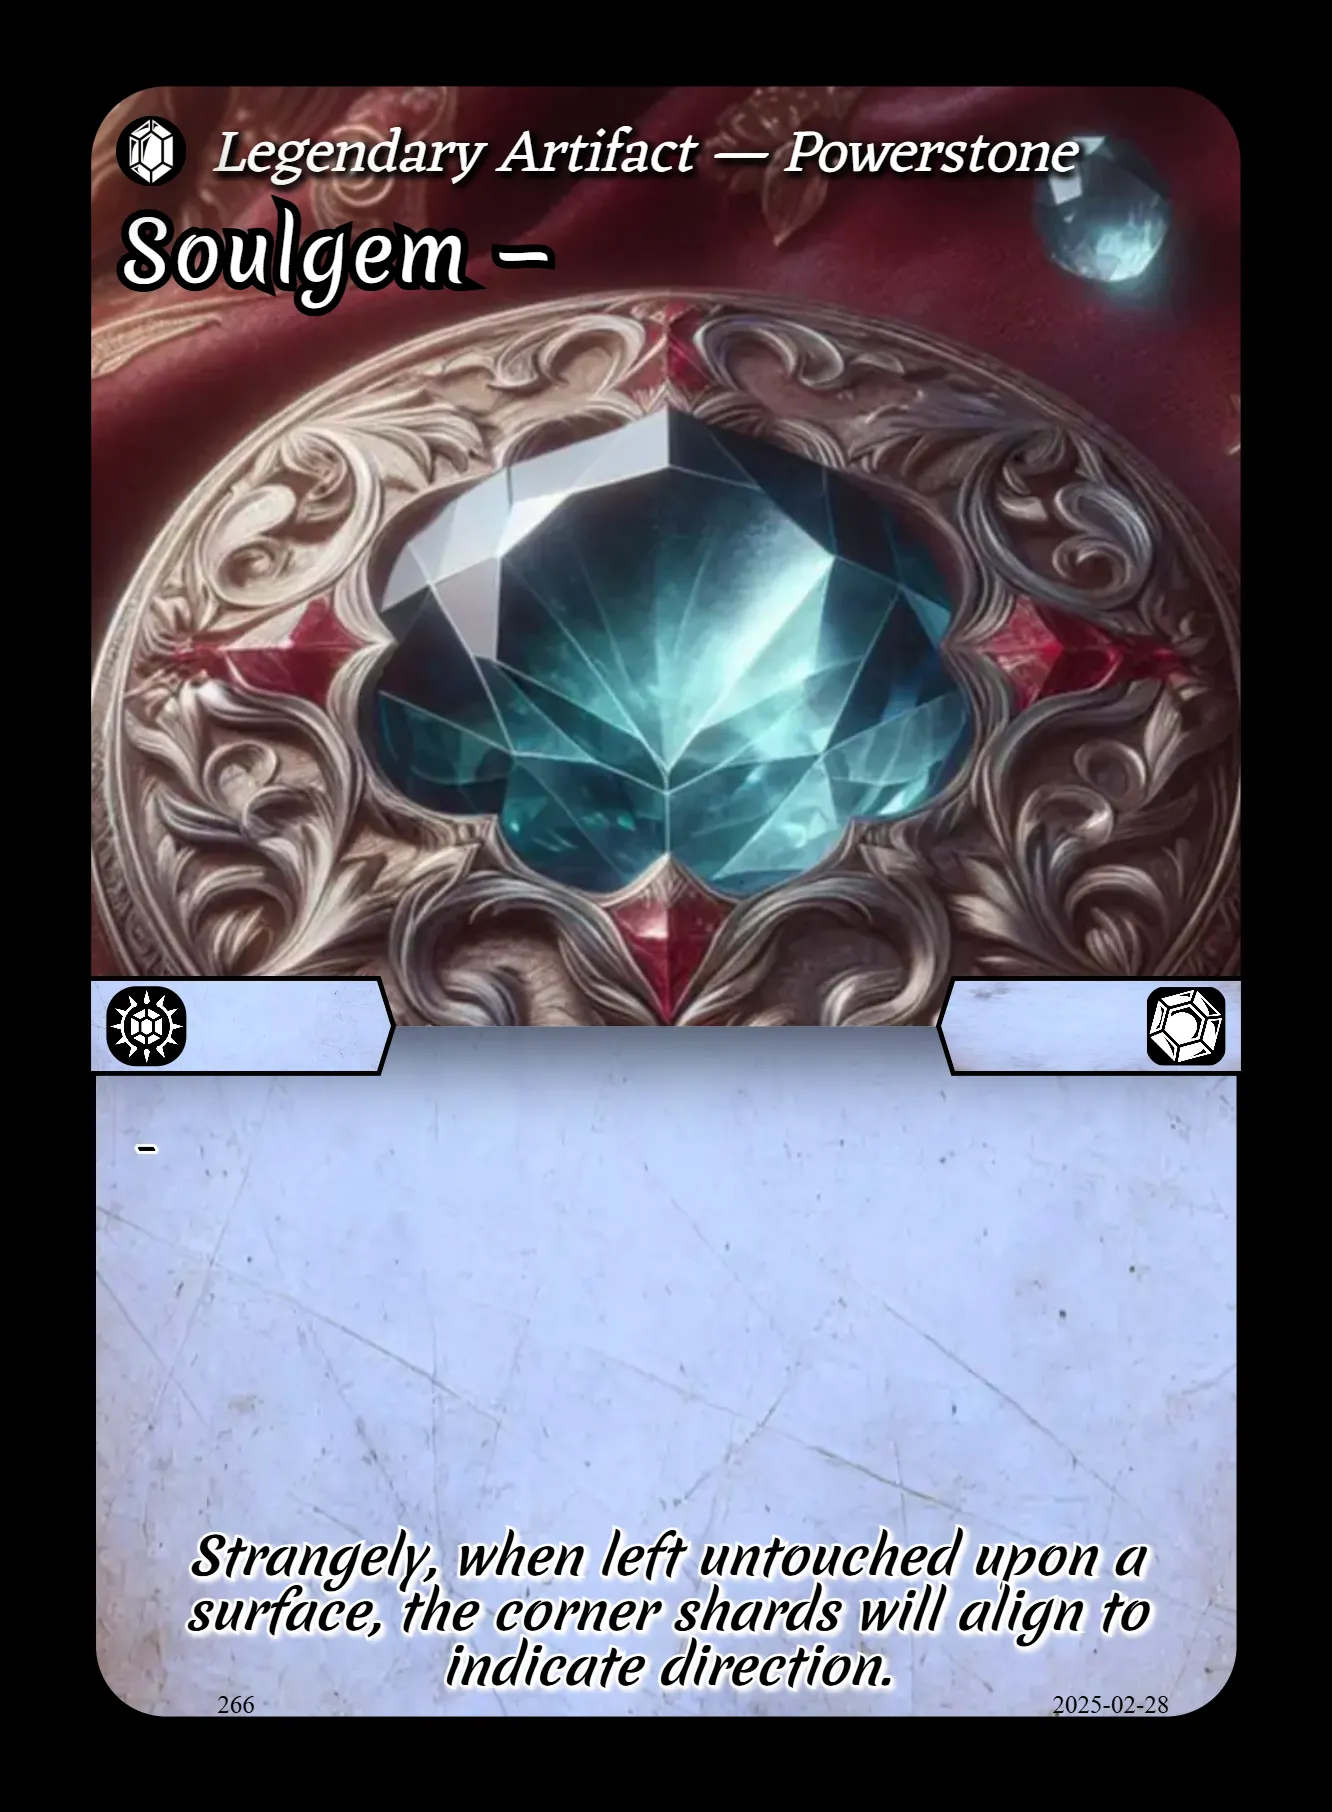 Legendary Artifact — Powerstone
Soulgem –
-
Strangely, when left untouched upon a
surface, the corner shards will align to
indicate direction.
266
2025-02-28